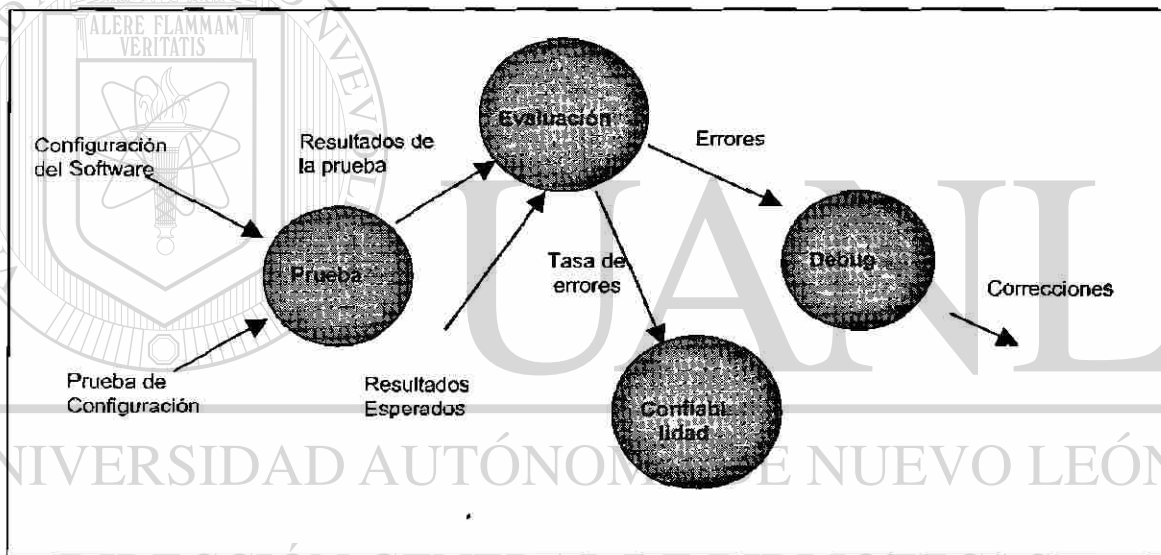 ALERE FLAMMAM
VERITATIS
Evaluación
Configuración
del Software
Resultados de
la prueba
Errores
Prueba
Tasa de
errores
Debug
Correcciones
Prueba de
Configuración
Resultados
Esperados
Confiabi
lidad
UANL
UNIVERSIDAD AUTÓNOMA DE NUEVO LEÓN